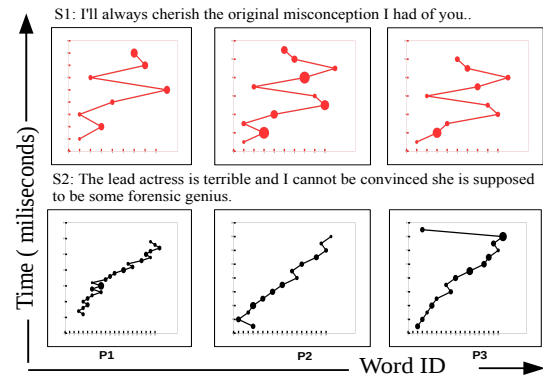 S1: I'll always cherish the original misconception I had of you..
S2: The lead actress is terrible and I cannot be convinced she is supposed
to be some forensic genius.
Time ( miliseconds)
P1
P2
P3
Word ID